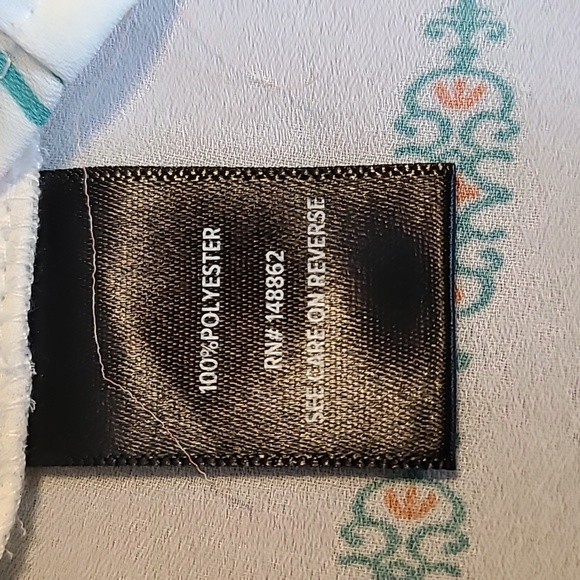 100%POLYESTER
RN# 148862
SEE CARE ON REVERSE